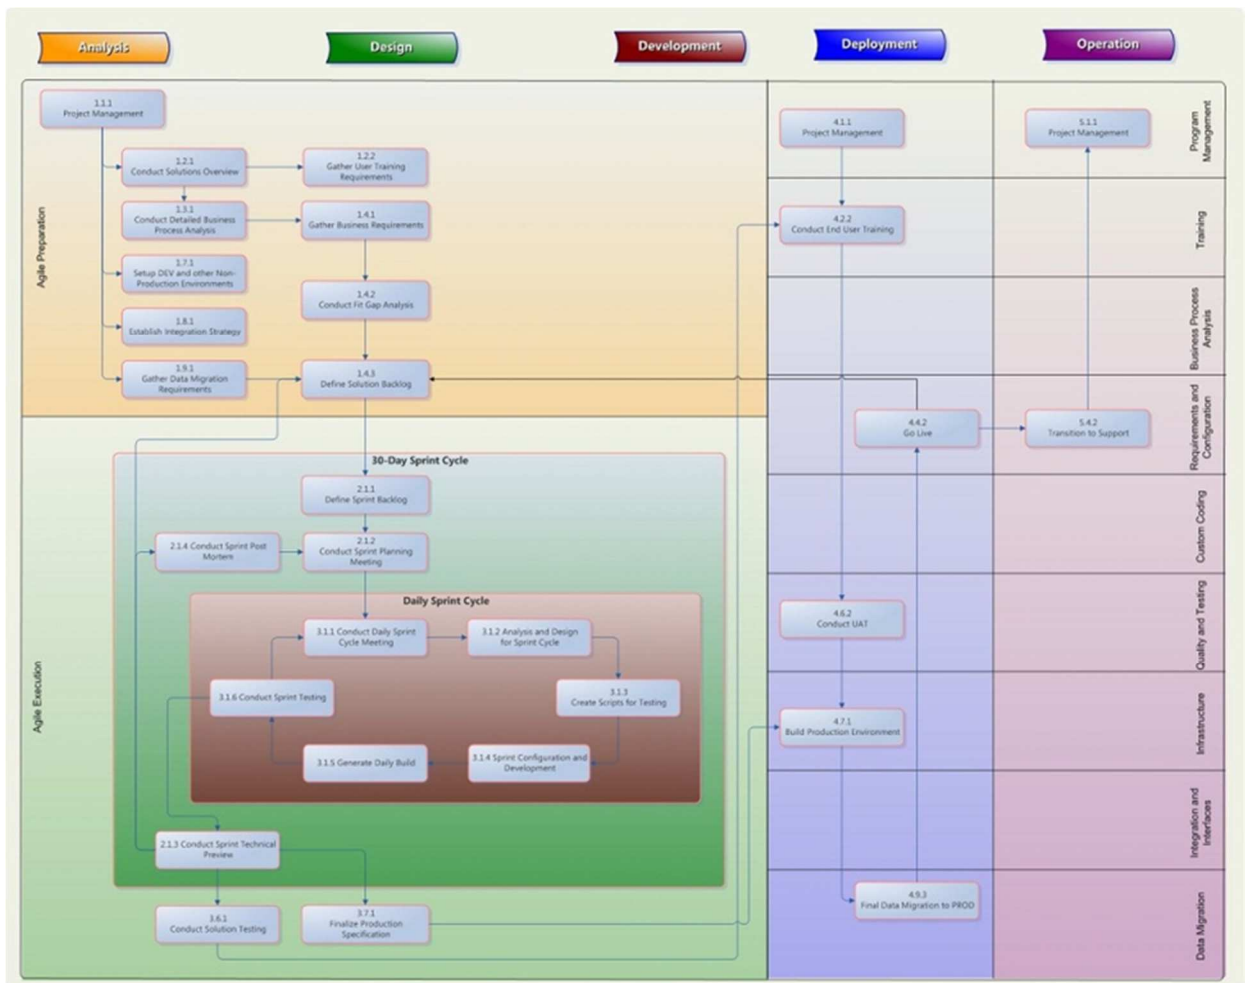 Analysis
Design
Development
Deployment
Operation
Agile Preparation
1.1.1
Project Management
1.2.1
Conduct Solutions Overview
1.2.2
Gather User Training
Requirements
1.3.1
Conduct Detailed Business
Process Analysis
1.4.1
Gather Business Requirements
1.7.1
Setup DEV and other Non-
Production Environments
1.4.2
Conduct Fit Gap Analysis
1.8.1
Establish Integration Strategy
1.9.1
Gather Data Migration
Requirements
1.4.3
Define Solution Backlog
Agile Execution
30-Day Sprint Cycle
2.1.1
Define Sprint Backlog
2.1.4 Conduct Sprint Post
Mortem
2.1.2
Conduct Sprint Planning
Meeting
Daily Sprint Cycle
3.1.1 Conduct Daily Sprint
Cycle Meeting
3.1.2 Analysis and Design
for Sprint Cycle
3.1.6 Conduct Sprint Testing
3.1.3
Create Scripts for Testing
3.1.5 Generate Daily Build
3.1.4 Sprint Configuration and
Development
2.1.3 Conduct Sprint Technical
Preview
3.6.1
Conduct Solution Testing
3.7.1
Finalize Production
Specification
4.1.1
Project Management
4.2.2
Conduct End User Training
4.4.2
Go Live
4.6.2
Conduct UAT
4.7.1
Build Production Environment
4.9.3
Final Data Migration to PROD
5.1.1
Project Management
5.4.2
Transition to Support
Program
Management
Training
Business Process
Analysis
Requirements and
Configuration
Custom Coding
Quality and Testing
Infrastructure
Integration and
Interfaces
Data Migration